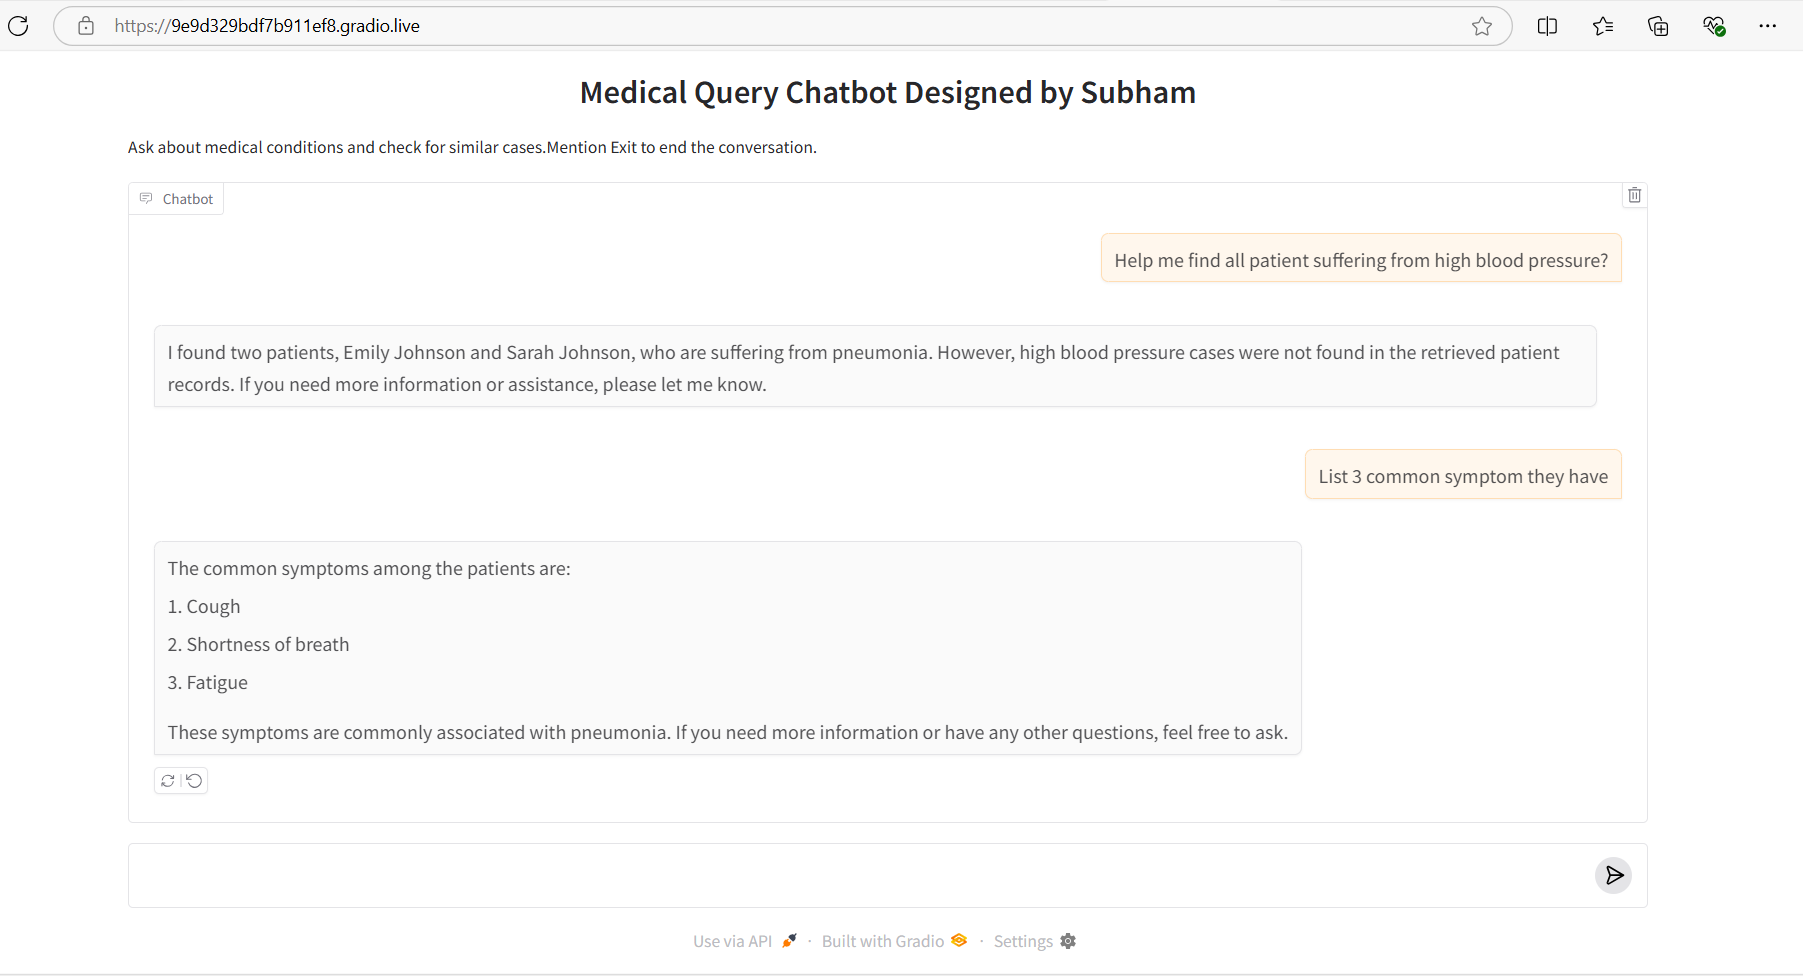 https://9e9d329bdf7b911ef8.gradio.live
Medical Query Chatbot Designed by Subham
Ask about medical conditions and check for similar cases.Mention Exit to end the conversation.
Chatbot
Help me find all patient suffering from high blood pressure?
I found two patients, Emily Johnson and Sarah Johnson, who are suffering from pneumonia. However, high blood pressure cases were not found in the retrieved patient
records. If you need more information or assistance, please let me know.
List 3 common symptom they have
The common symptoms among the patients are:
1. Cough
2. Shortness of breath
3. Fatigue
These symptoms are commonly associated with pneumonia. If you need more information or have any other questions, feel free to ask.
Use via API · Built with Gradio · Settings